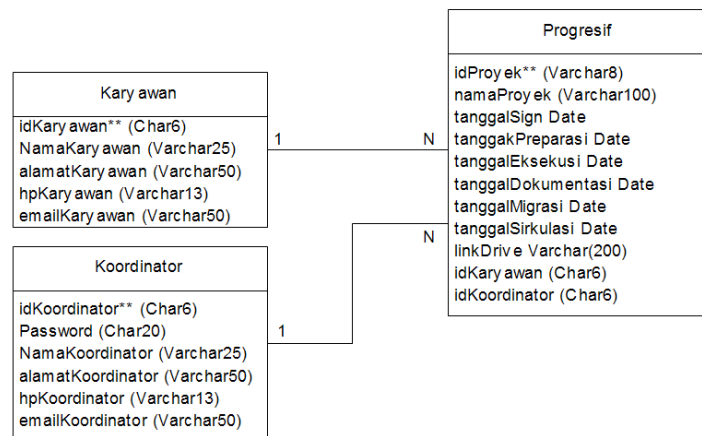 Karyawan
idKaryawan** (Char6)
NamaKaryawan (Varchar25)
alamatKaryawan (Varchar50)
hpKaryawan (Varchar13)
emailKaryawan (Varchar50)
1
N
Progresif
idProyek** (Varchar8)
namaProyek (Varchar100)
tanggalSign Date
tanggakPreparasi Date
tanggalEksekusi Date
tanggalDokumentasi Date
tanggalMigrasi Date
tanggalSirkulasi Date
linkDrive Varchar(200)
idKaryawan (Char6)
idKoordinator (Char6)
Koordinator
idKoordinator** (Char6)
Password (Char20)
NamaKoordinator (Varchar25)
alamatKoordinator (Varchar50)
hpKoordinator (Varchar13)
emailKoordinator (Varchar50)
1
N